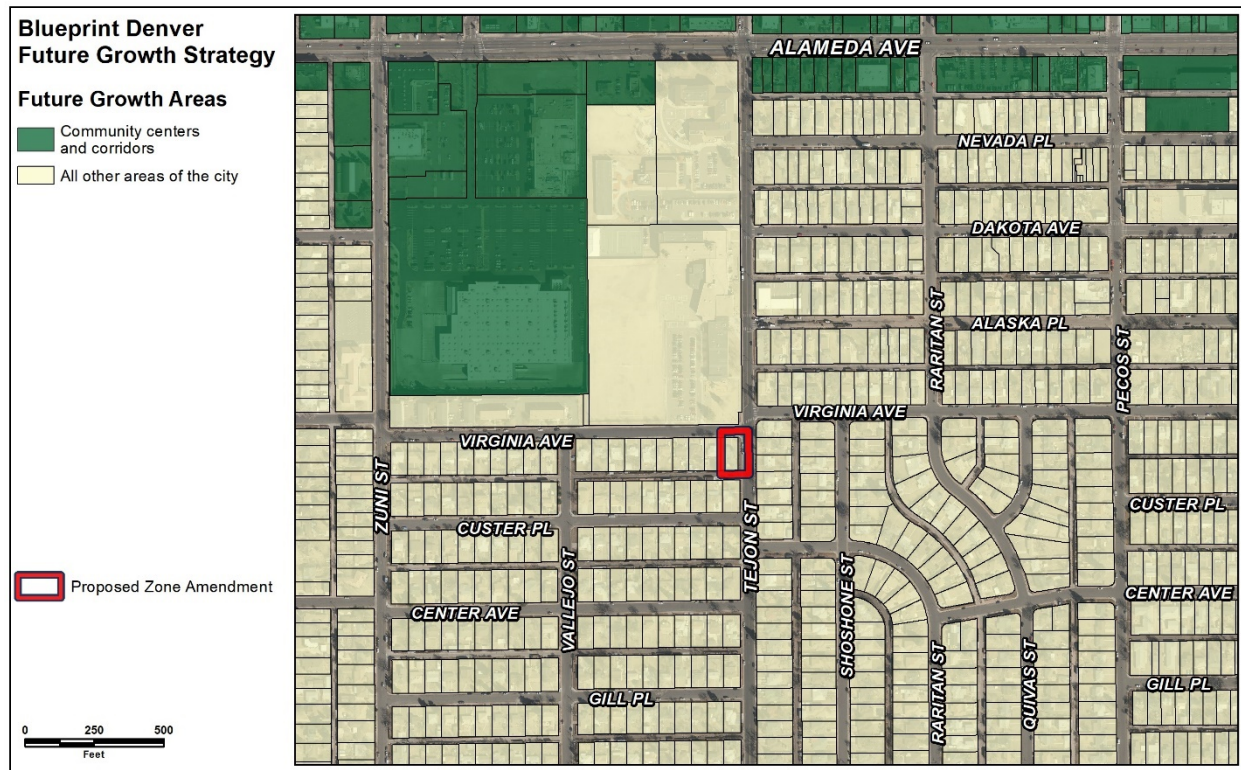 Blueprint Denver
Future Growth Strategy
Future Growth Areas
Community centers
and corridors
All other areas of the city
Proposed Zone Amendment
0 250 500
Feet
ALAMEDA AVE
NEVADA PL
DAKOTA AVE
RARITAN ST
ALASKA PL
PECOS ST
VIRGINIA AVE
VIRGINIA AVE
ZUNI ST
CUSTER PL
CUSTER PL
TEJON ST
VALLEJO ST
CENTER AVE
CENTER AVE
SHOSHONE ST
RARITAN ST
QUIVAS ST
GILL PL
GILL PL